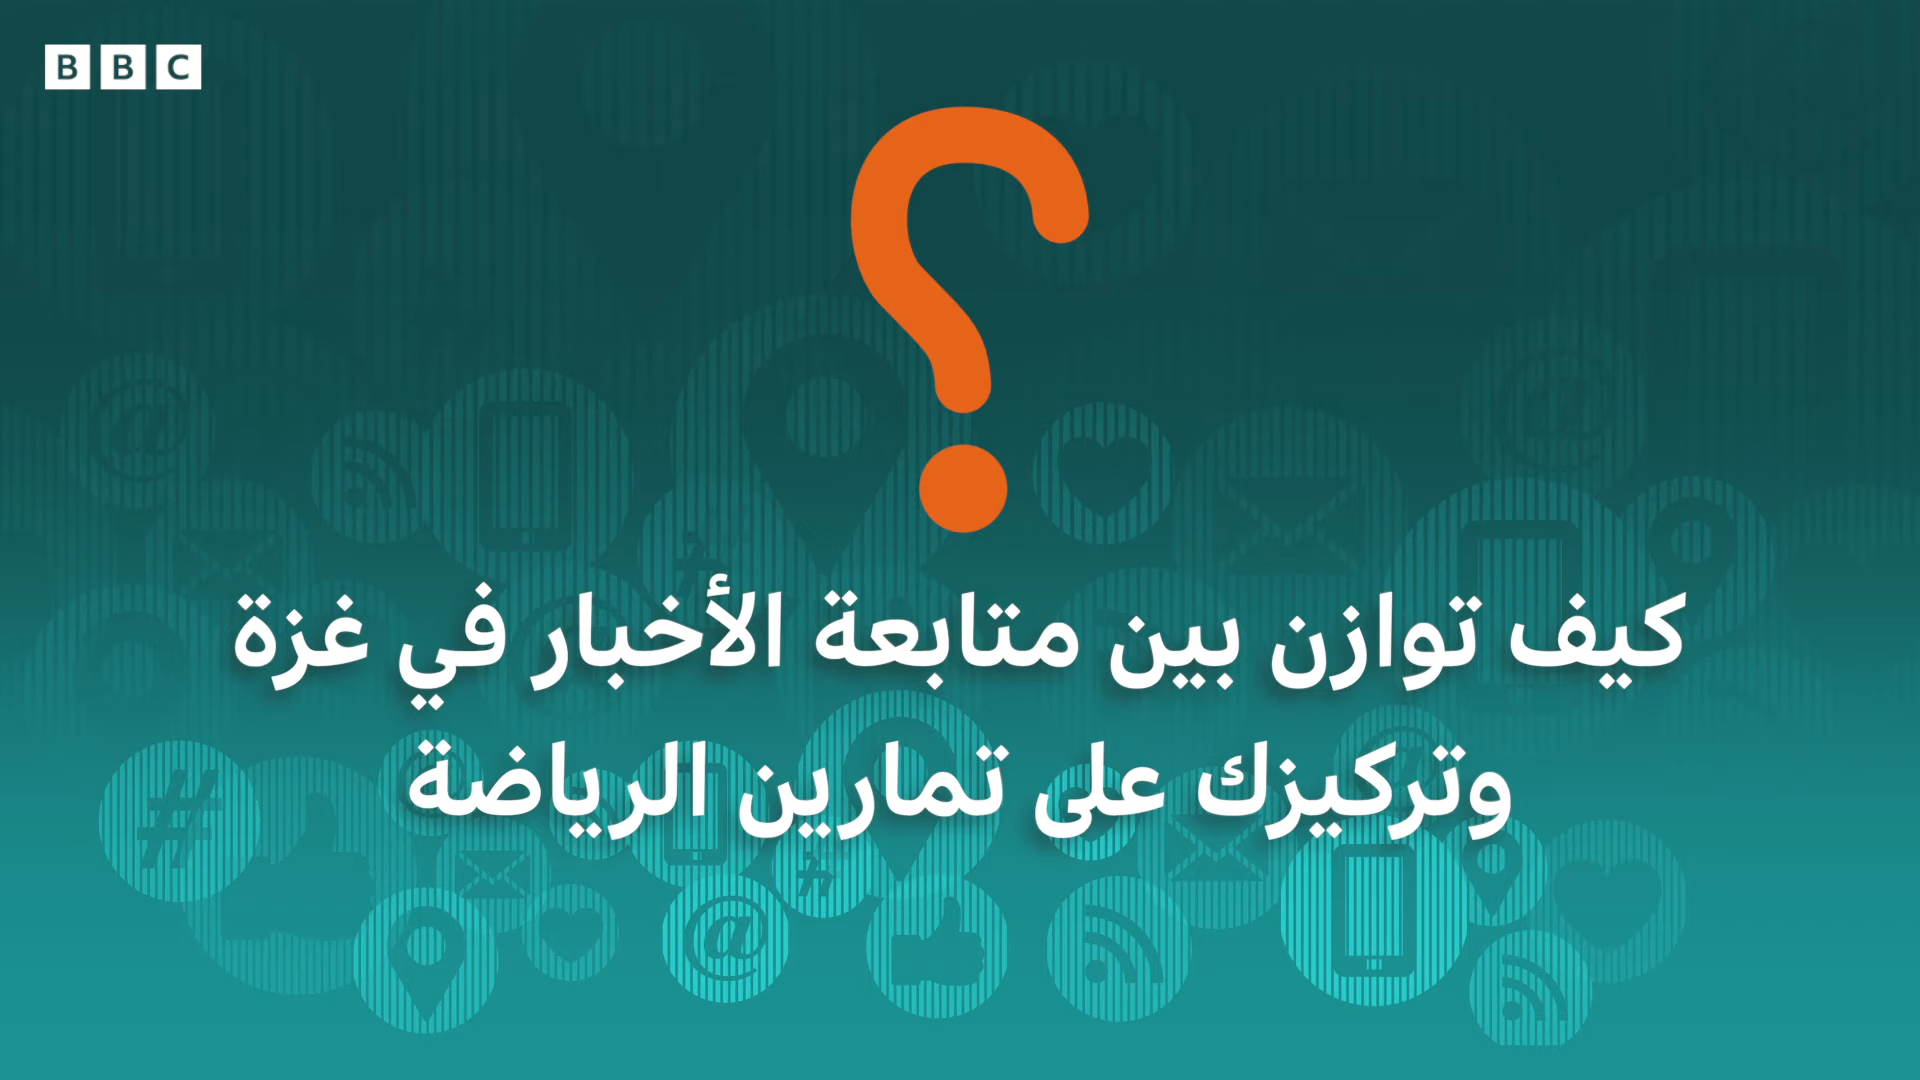 BBC
؟
كيف توازن بين متابعة الأخبار في غزة
وتركيزك على تمارين الرياضة